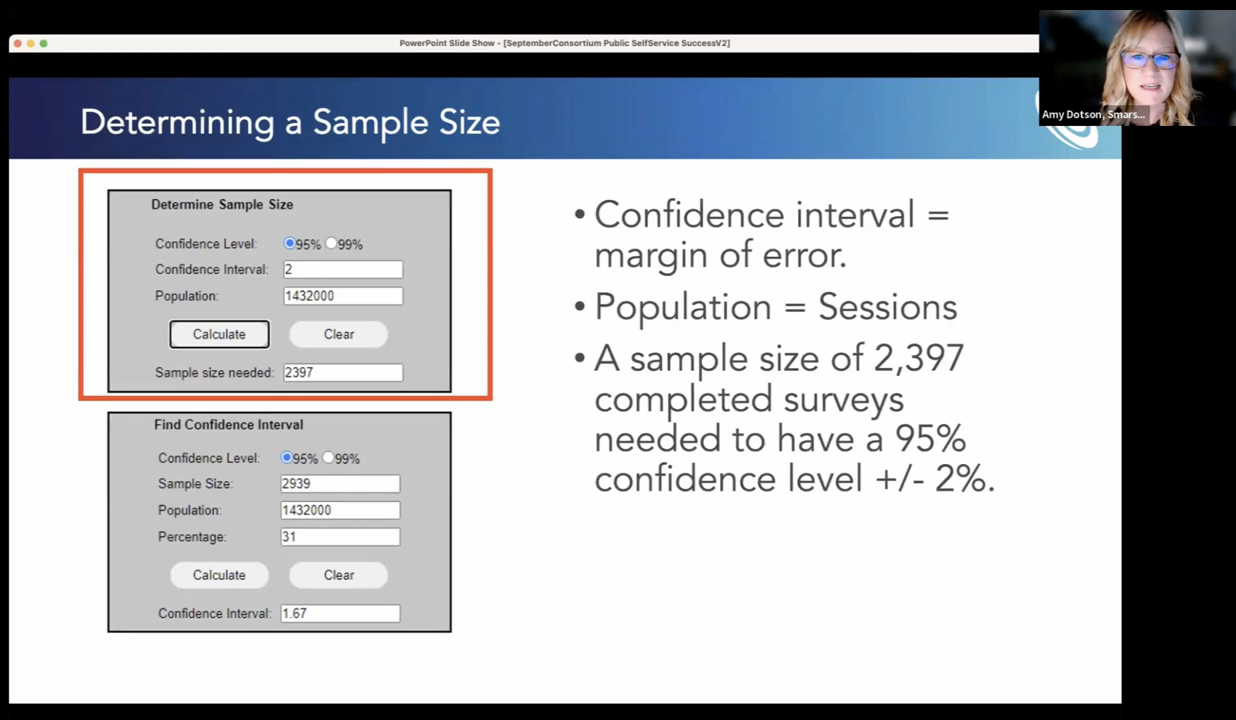 PowerPoint Slide Show - [SeptemberConsortium Public SelfService SuccessV2]
Amy Dotson, Smars...
Determining a Sample Size
Determine Sample Size
Confidence Level: 95% 99%
Confidence Interval: 2
Population: 1432000
Calculate Clear
Sample size needed: 2397
Find Confidence Interval
Confidence Level: 95% 99%
Sample Size: 2939
Population: 1432000
Percentage: 31
Calculate Clear
Confidence Interval: 1.67
• Confidence interval =
margin of error.
• Population = Sessions
• A sample size of 2,397
completed surveys
needed to have a 95%
confidence level +/- 2%.